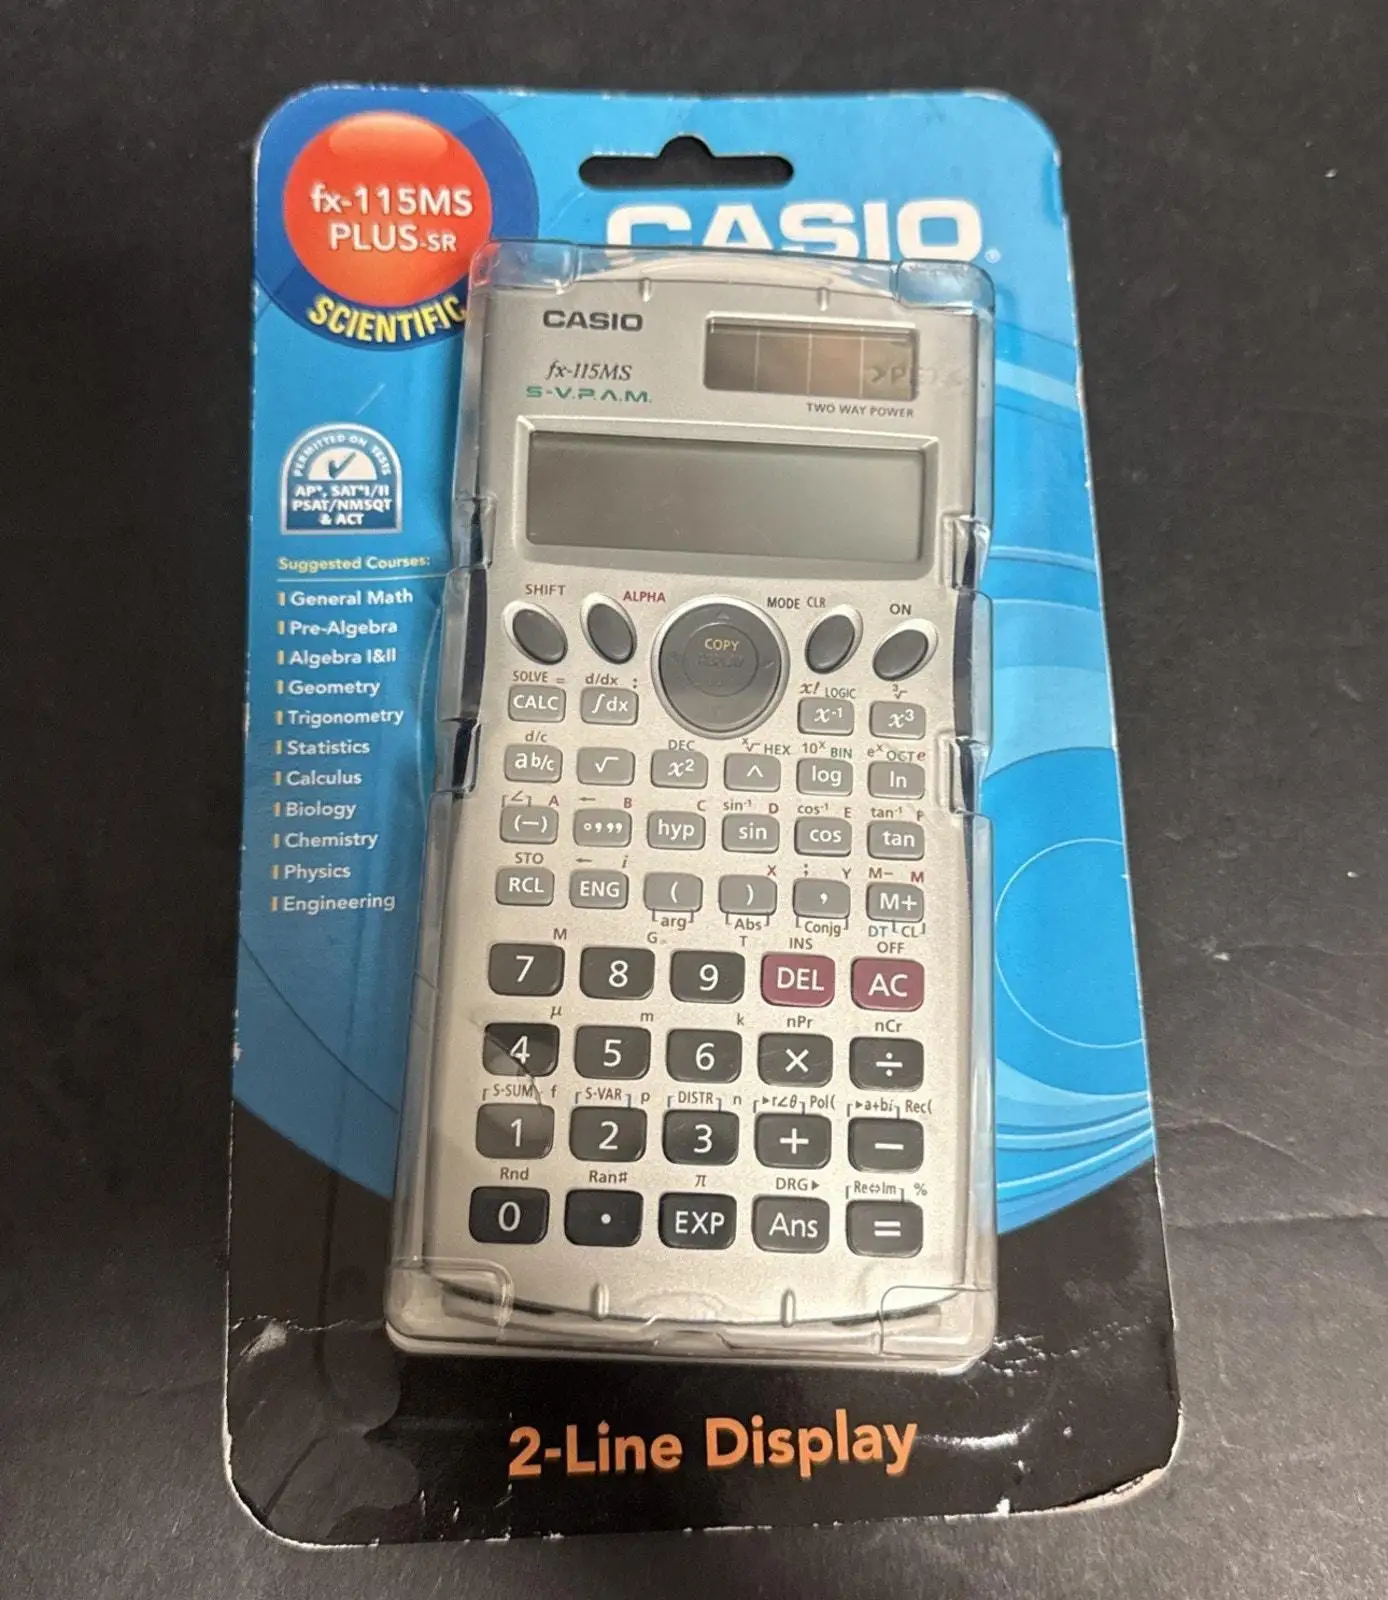 fx-115MS
PLUS-SR
SCIENTIFIC
CASIO®
CASIO
fx-115MS
S-V.P.A.M.
TWO WAY POWER
PERMITTED ON TESTS
AP*, SAT*I/II
PSAT/NMSQT
& ACT
Suggested Courses:
General Math
Pre-Algebra
Algebra I&II
Geometry
Trigonometry
Statistics
Calculus
Biology
Chemistry
Physics
Engineering
SHIFT ALPHA MODE CLR ON
COPY
REPLAY
SOLVE = d/dx : x! LOGIC ³√
CALC ∫dx x⁻¹ x³
d/c DEC ˣ√ HEX 10ˣ BIN eˣ OCT e
ab/c √ x² ^ log ln
∠ A ← B C sin⁻¹ D cos⁻¹ E tan⁻¹ F
(−) °,,, hyp sin cos tan
STO ← i X ; Y M− M
RCL ENG ( ) , M+
arg Abs Conjg DT CL
M G T INS OFF
7 8 9 DEL AC
μ m k nPr nCr
4 5 6 × ÷
S-SUM f S-VAR p DISTR n ▸r∠θ Pol( ▸a+bi Rec(
1 2 3 + −
Rnd Ran# π DRG▸ Re⇔Im %
0 . EXP Ans =
2-Line Display